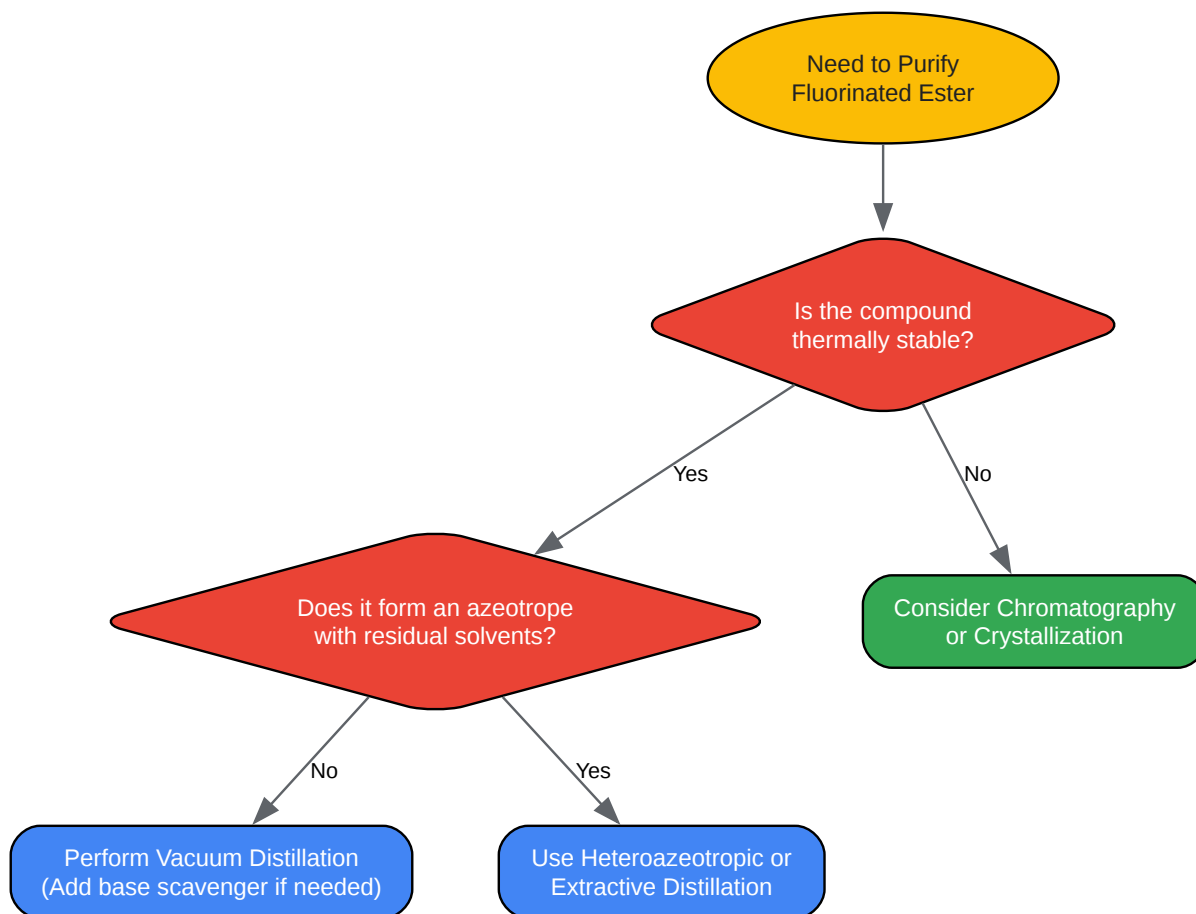 Need to Purify
Fluorinated Ester
Is the compound
thermally stable?
Yes
No
Does it form an azeotrope
with residual solvents?
Consider Chromatography
or Crystallization
No
Yes
Perform Vacuum Distillation
(Add base scavenger if needed)
Use Heteroazeotropic or
Extractive Distillation